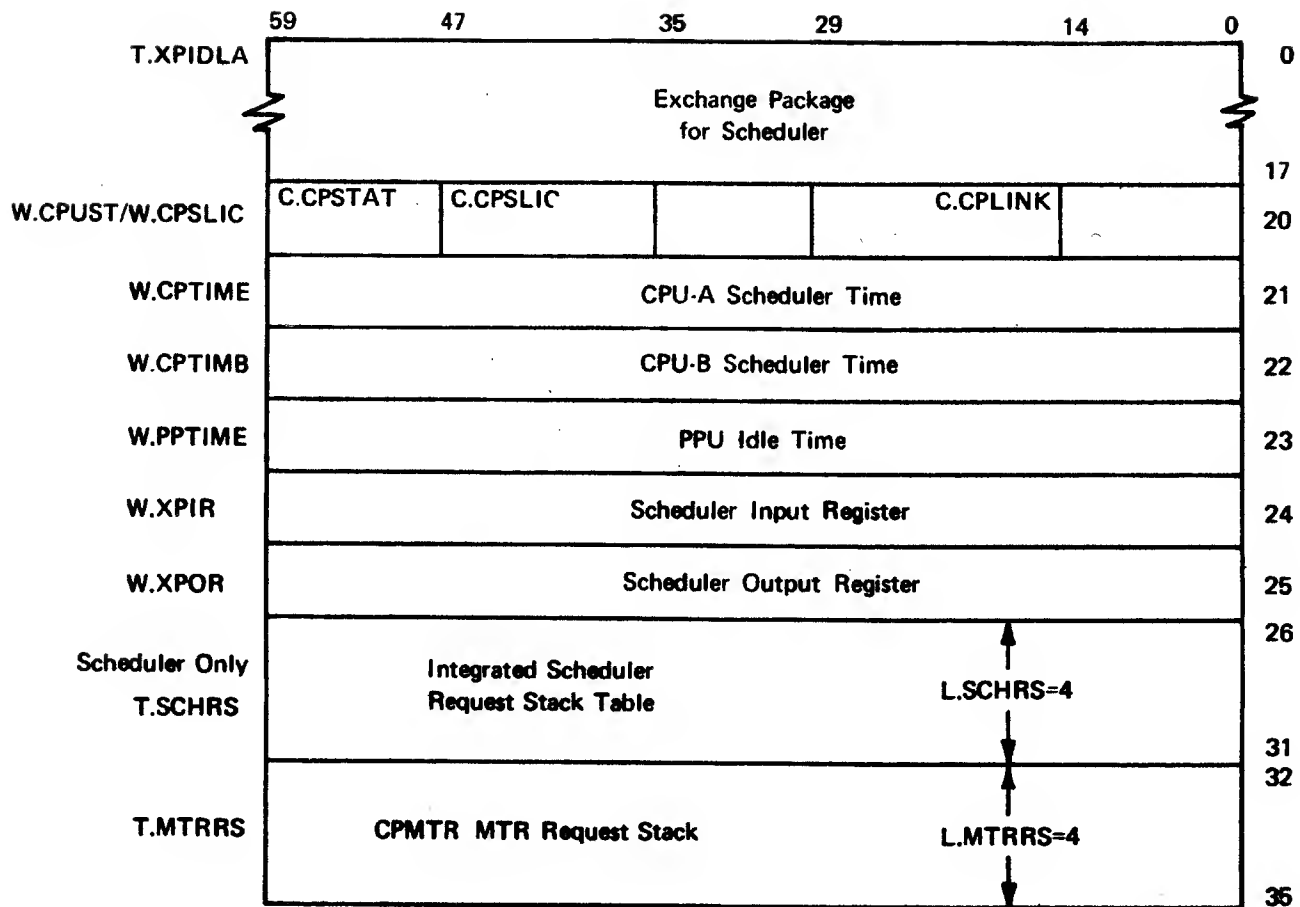 59 47 35 29 14 0
T.XPIDLA 0
Exchange Package
for Scheduler
17
W.CPUST/W.CPSLIC C.CPSTAT C.CPSLIC C.CPLINK 20
W.CPTIME CPU-A Scheduler Time 21
W.CPTIMB CPU-B Scheduler Time 22
W.PPTIME PPU Idle Time 23
W.XPIR Scheduler Input Register 24
W.XPOR Scheduler Output Register 25
26
Scheduler Only Integrated Scheduler
T.SCHRS Request Stack Table L.SCHRS=4
31
32
T.MTRRS CPMTR MTR Request Stack L.MTRRS=4
35